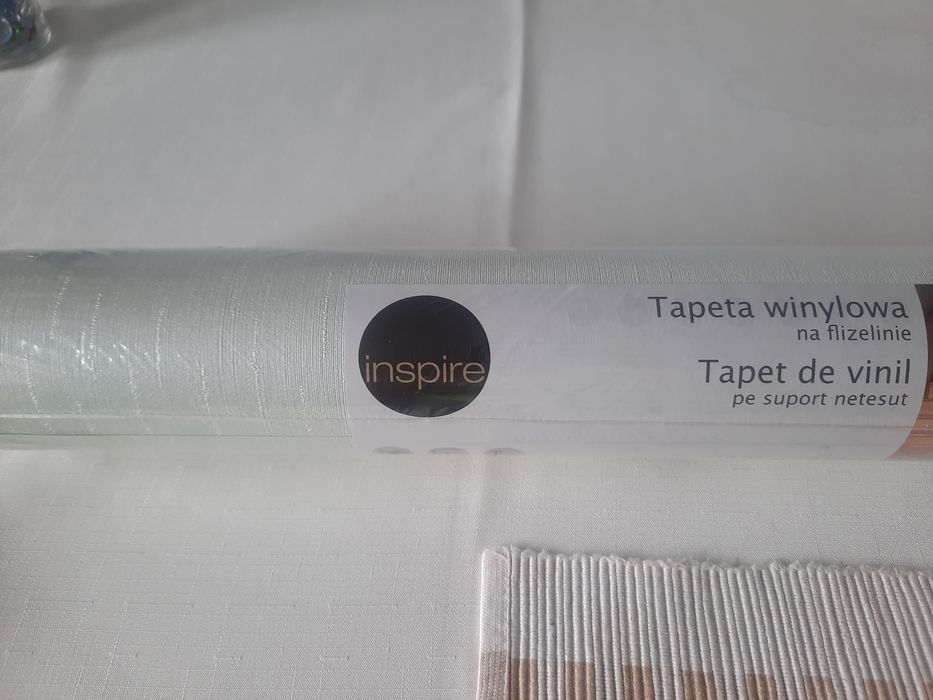 inspire
Tapeta winylowa
na flizelinie
Tapet de vinil
pe suport netesut